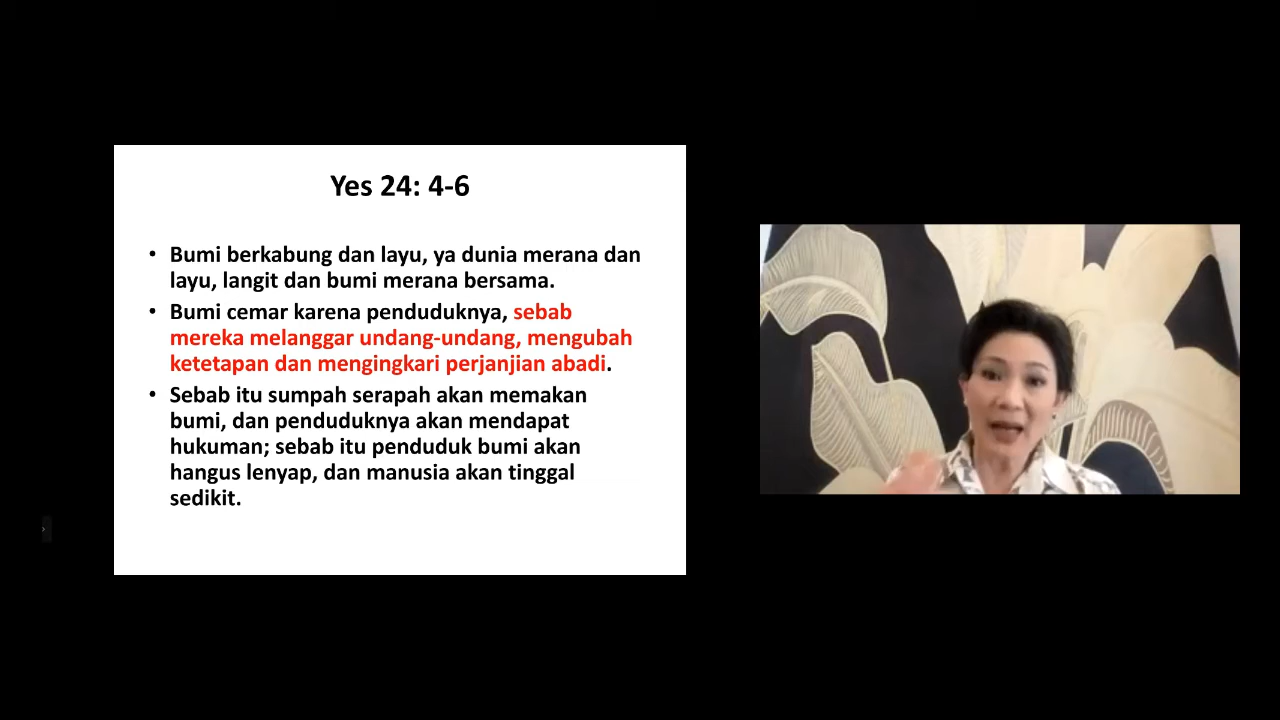 Yes 24: 4-6
• Bumi berkabung dan layu, ya dunia merana dan
layu, langit dan bumi merana bersama.
• Bumi cemar karena penduduknya, sebab
mereka melanggar undang-undang, mengubah
ketetapan dan mengingkari perjanjian abadi.
• Sebab itu sumpah serapah akan memakan
bumi, dan penduduknya akan mendapat
hukuman; sebab itu penduduk bumi akan
hangus lenyap, dan manusia akan tinggal
sedikit.